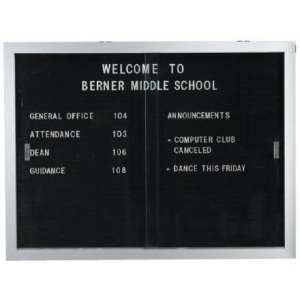 WELCOME TO
BERNER MIDDLE SCHOOL
GENERAL OFFICE 104
ATTENDANCE 103
DEAN 106
GUIDANCE 108
ANNOUNCEMENTS
• COMPUTER CLUB
CANCELED
• DANCE THIS FRIDAY